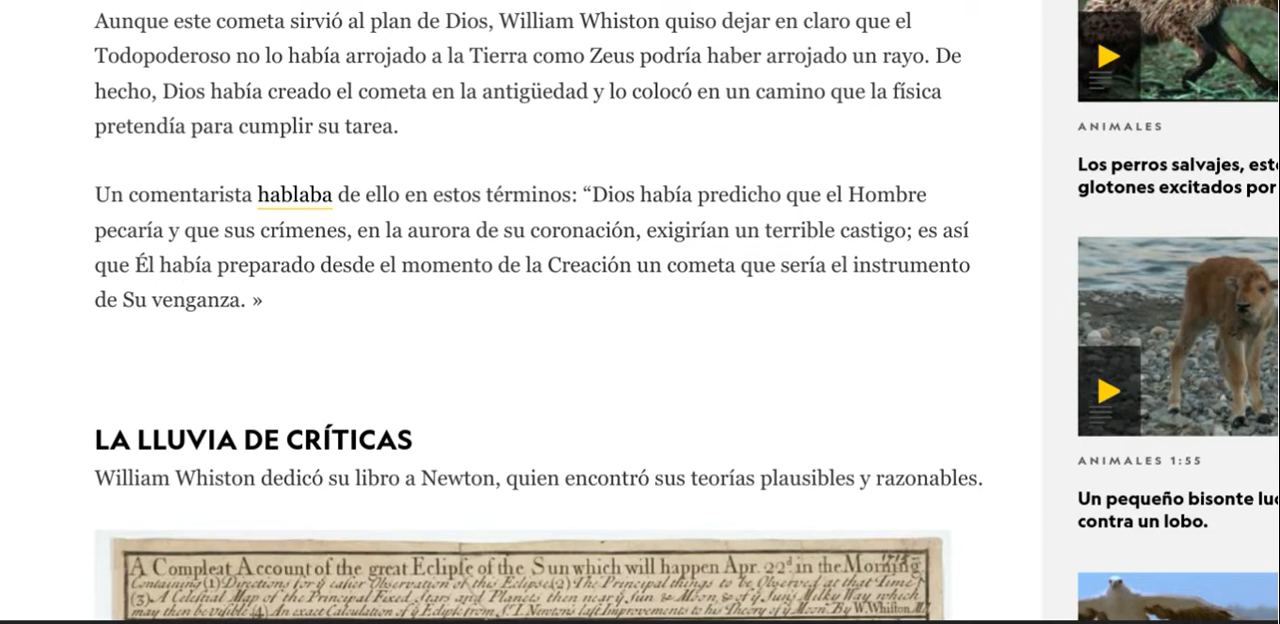 Aunque este cometa sirvió al plan de Dios, William Whiston quiso dejar en claro que el
Todopoderoso no lo había arrojado a la Tierra como Zeus podría haber arrojado un rayo. De
hecho, Dios había creado el cometa en la antigüedad y lo colocó en un camino que la física
pretendía para cumplir su tarea.
Un comentarista hablaba de ello en estos términos: “Dios había predicho que el Hombre
pecaría y que sus crímenes, en la aurora de su coronación, exigirían un terrible castigo; es así
que Él había preparado desde el momento de la Creación un cometa que sería el instrumento
de Su venganza. »
LA LLUVIA DE CRÍTICAS
William Whiston dedicó su libro a Newton, quien encontró sus teorías plausibles y razonables.
A Compleat Account of the great Eclipse of the Sun which will happen Apr. 22d in the Morning
1715
Containing (1) Directions for ye easier Observation of this Eclipse (2) The Principal things to be Observed at that Time
(3) A Celestial Map of the Principal Fixed Stars and Planets then near ye Sun & Moon, & of ye Sun's Milky Way which
may then be visible (4) An exact Calculation of ye Eclipse from Sr. I. Newton's last Improvements to his Theory of ye Moon. By W. Whiston M
ANIMALES
Los perros salvajes, est
glotones excitados por
ANIMALES 1:55
Un pequeño bisonte lu
contra un lobo.